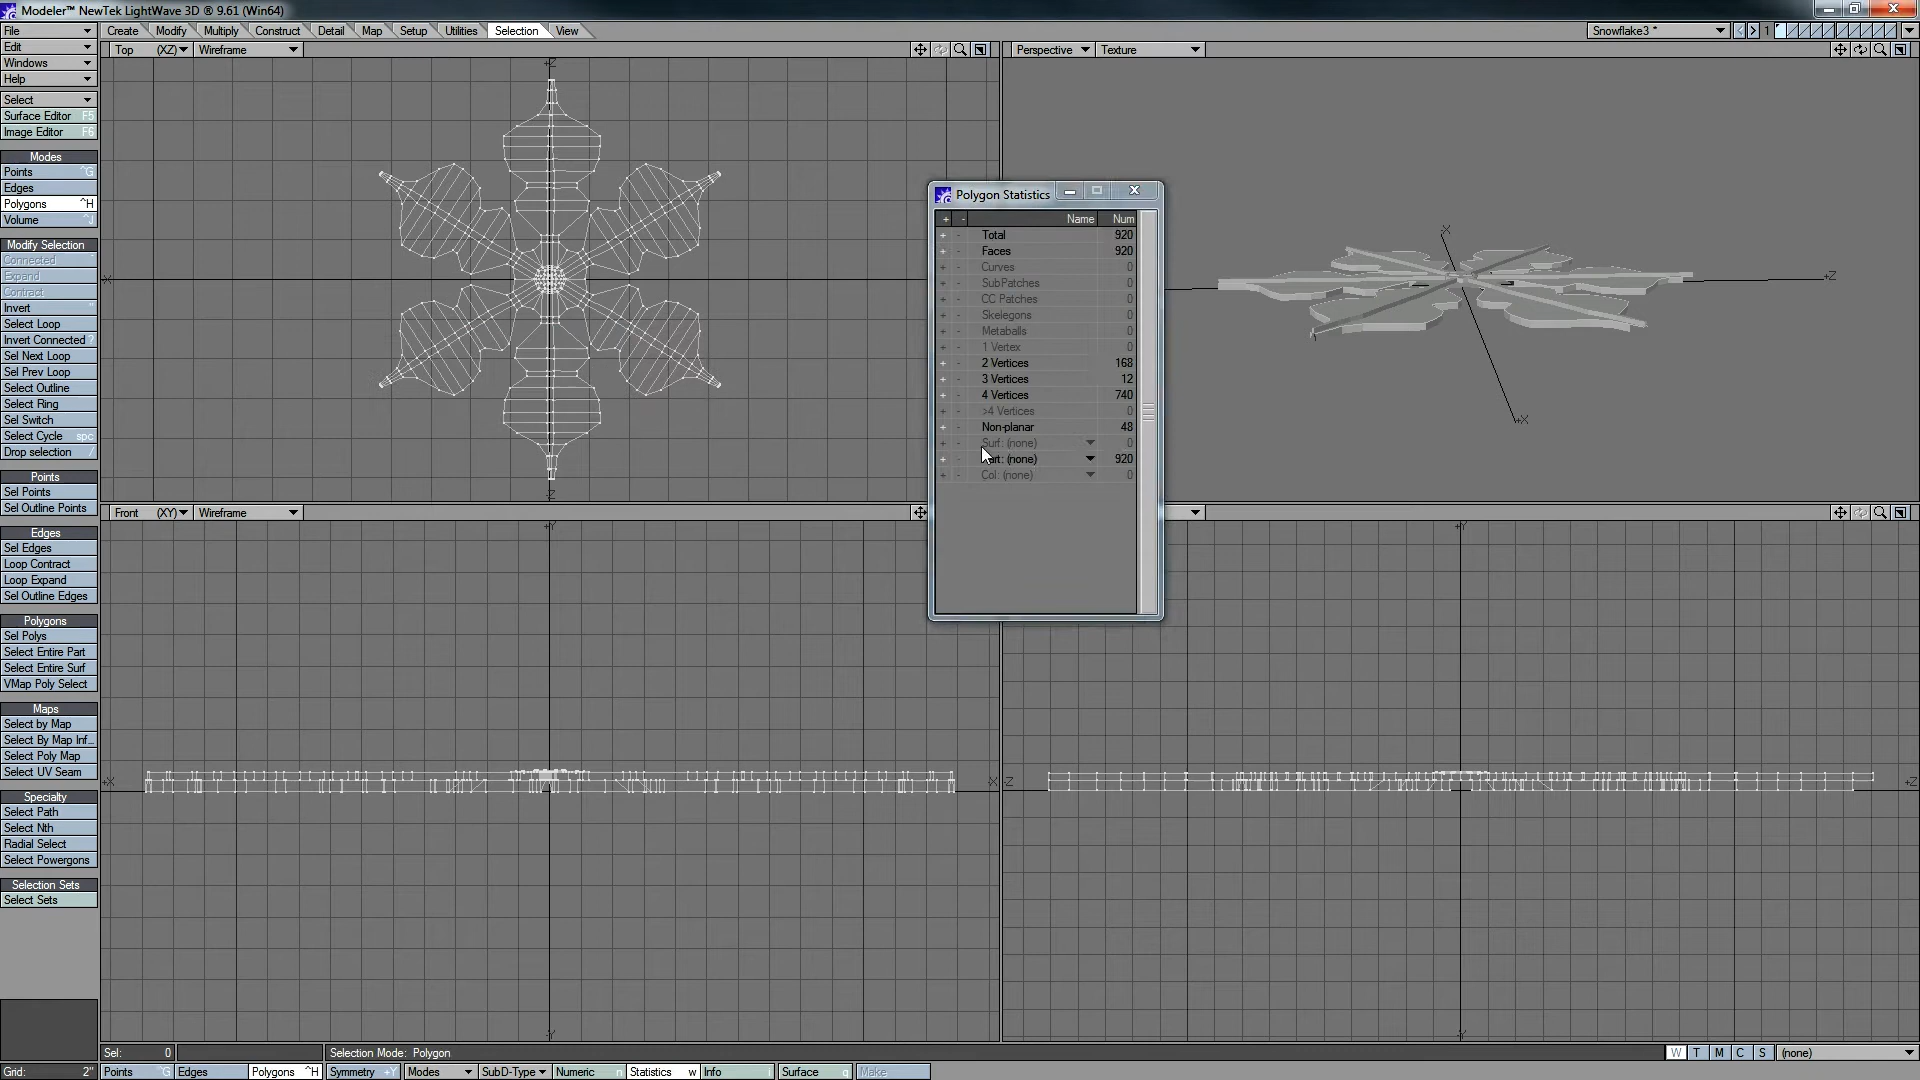 Modeler™ NewTek LightWave 3D ® 9.61 (Win64)
File Create Modify Multiply Construct Detail Map Setup Utilities Selection View Snowflake3 * < > 1
Edit
Top (XZ) Wireframe Perspective Texture
Windows
Help
Select
Surface Editor F5
Image Editor F6
Modes
Points ^G
Edges
Polygons ^H
Volume ^J
Modify Selection
Connected
Expand
Contract
Invert "
Select Loop
Invert Connected ?
Sel Next Loop
Sel Prev Loop
Select Outline
Select Ring
Sel Switch
Select Cycle spc
Drop selection /
Points
Sel Points
Sel Outline Points
Edges
Sel Edges
Loop Contract
Loop Expand
Sel Outline Edges
Polygons
Sel Polys
Select Entire Part
Select Entire Surf
VMap Poly Select
Maps
Select by Map
Select By Map Inf...
Select Poly Map
Select UV Seam
Specialty
Select Path
Select Nth
Radial Select
Select Powergons
Selection Sets
Select Sets
Polygon Statistics
+ - Name Num
+ - Total 920
+ - Faces 920
+ - Curves 0
+ - SubPatches 0
+ - CC Patches 0
+ - Skelegons 0
+ - Metaballs 0
+ - 1 Vertex 0
+ - 2 Vertices 168
+ - 3 Vertices 12
+ - 4 Vertices 740
+ - >4 Vertices 0
+ - Non-planar 48
+ - Surf: (none) 0
+ - (none) 920
+ - Col: (none) 0
Front (XY) Wireframe
Sel: 0 Selection Mode: Polygon W T M C S (none)
Grid: 2" Points ^G Edges Polygons ^H Symmetry +Y Modes SubD-Type Numeric n Statistics w Info i Surface q Make